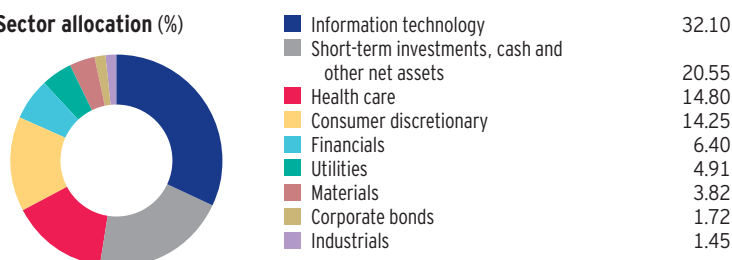 Sector allocation (%)
Information technology 32.10
Short-term investments, cash and
other net assets 20.55
Health care 14.80
Consumer discretionary 14.25
Financials 6.40
Utilities 4.91
Materials 3.82
Corporate bonds 1.72
Industrials 1.45